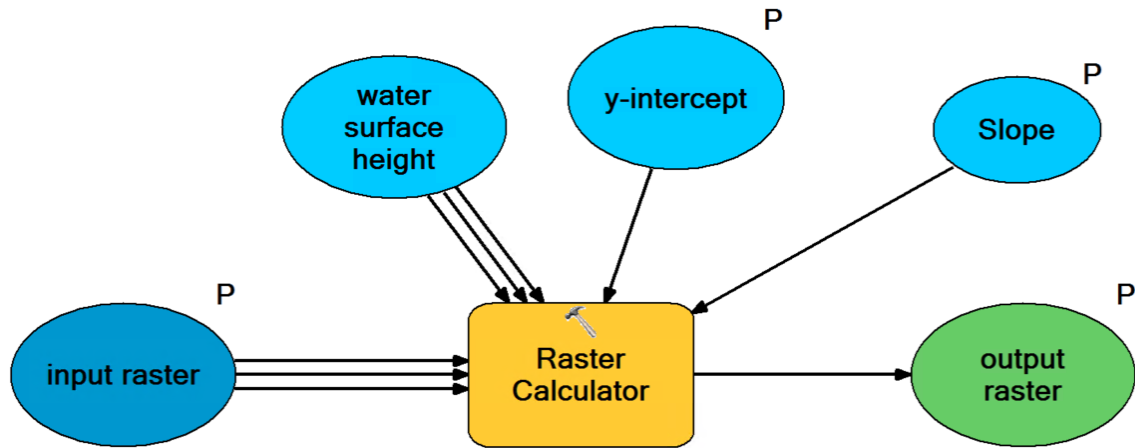 P
P
water
surface
height
y-intercept
Slope
P
P
input raster
Raster
Calculator
output
raster